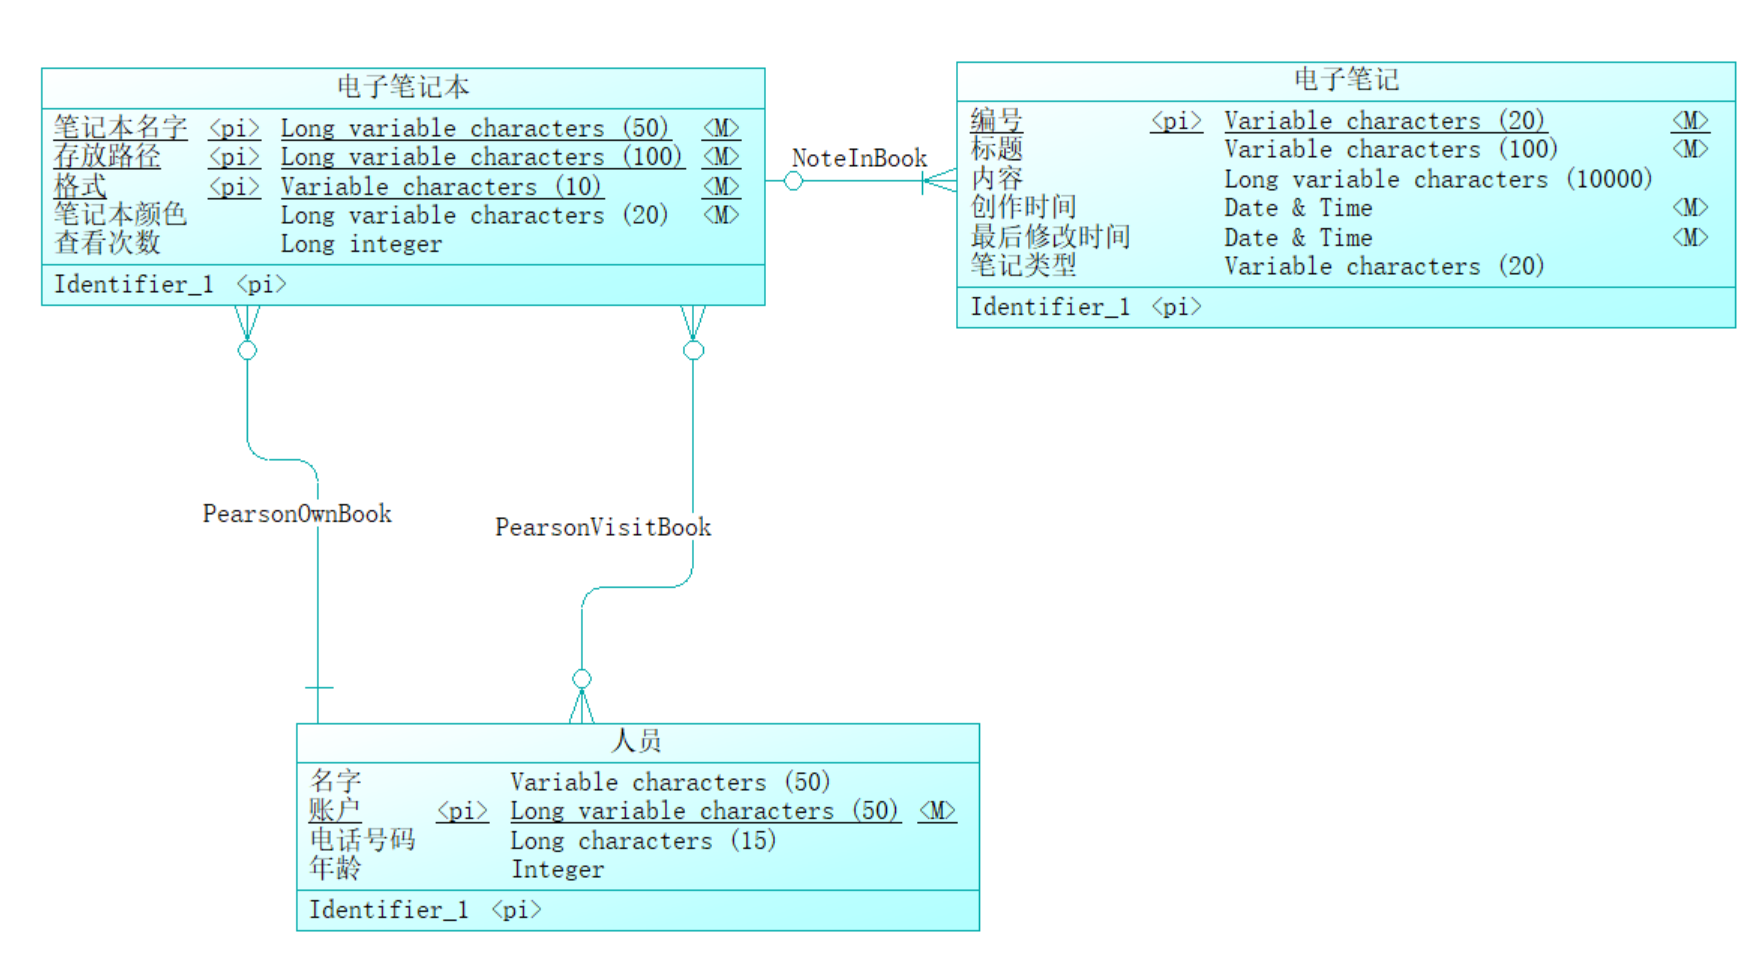 电子笔记本
笔记本名字 <pi> Long variable characters (50) <M>
存放路径 <pi> Long variable characters (100) <M>
格式 <pi> Variable characters (10) <M>
笔记本颜色 Long variable characters (20) <M>
查看次数 Long integer
Identifier_1 <pi>
NoteInBook
电子笔记
编号 <pi> Variable characters (20) <M>
标题 Variable characters (100) <M>
内容 Long variable characters (10000)
创作时间 Date & Time <M>
最后修改时间 Date & Time <M>
笔记类型 Variable characters (20)
Identifier_1 <pi>
PearsonOwnBook
PearsonVisitBook
人员
名字 Variable characters (50)
账户 <pi> Long variable characters (50) <M>
电话号码 Long characters (15)
年龄 Integer
Identifier_1 <pi>